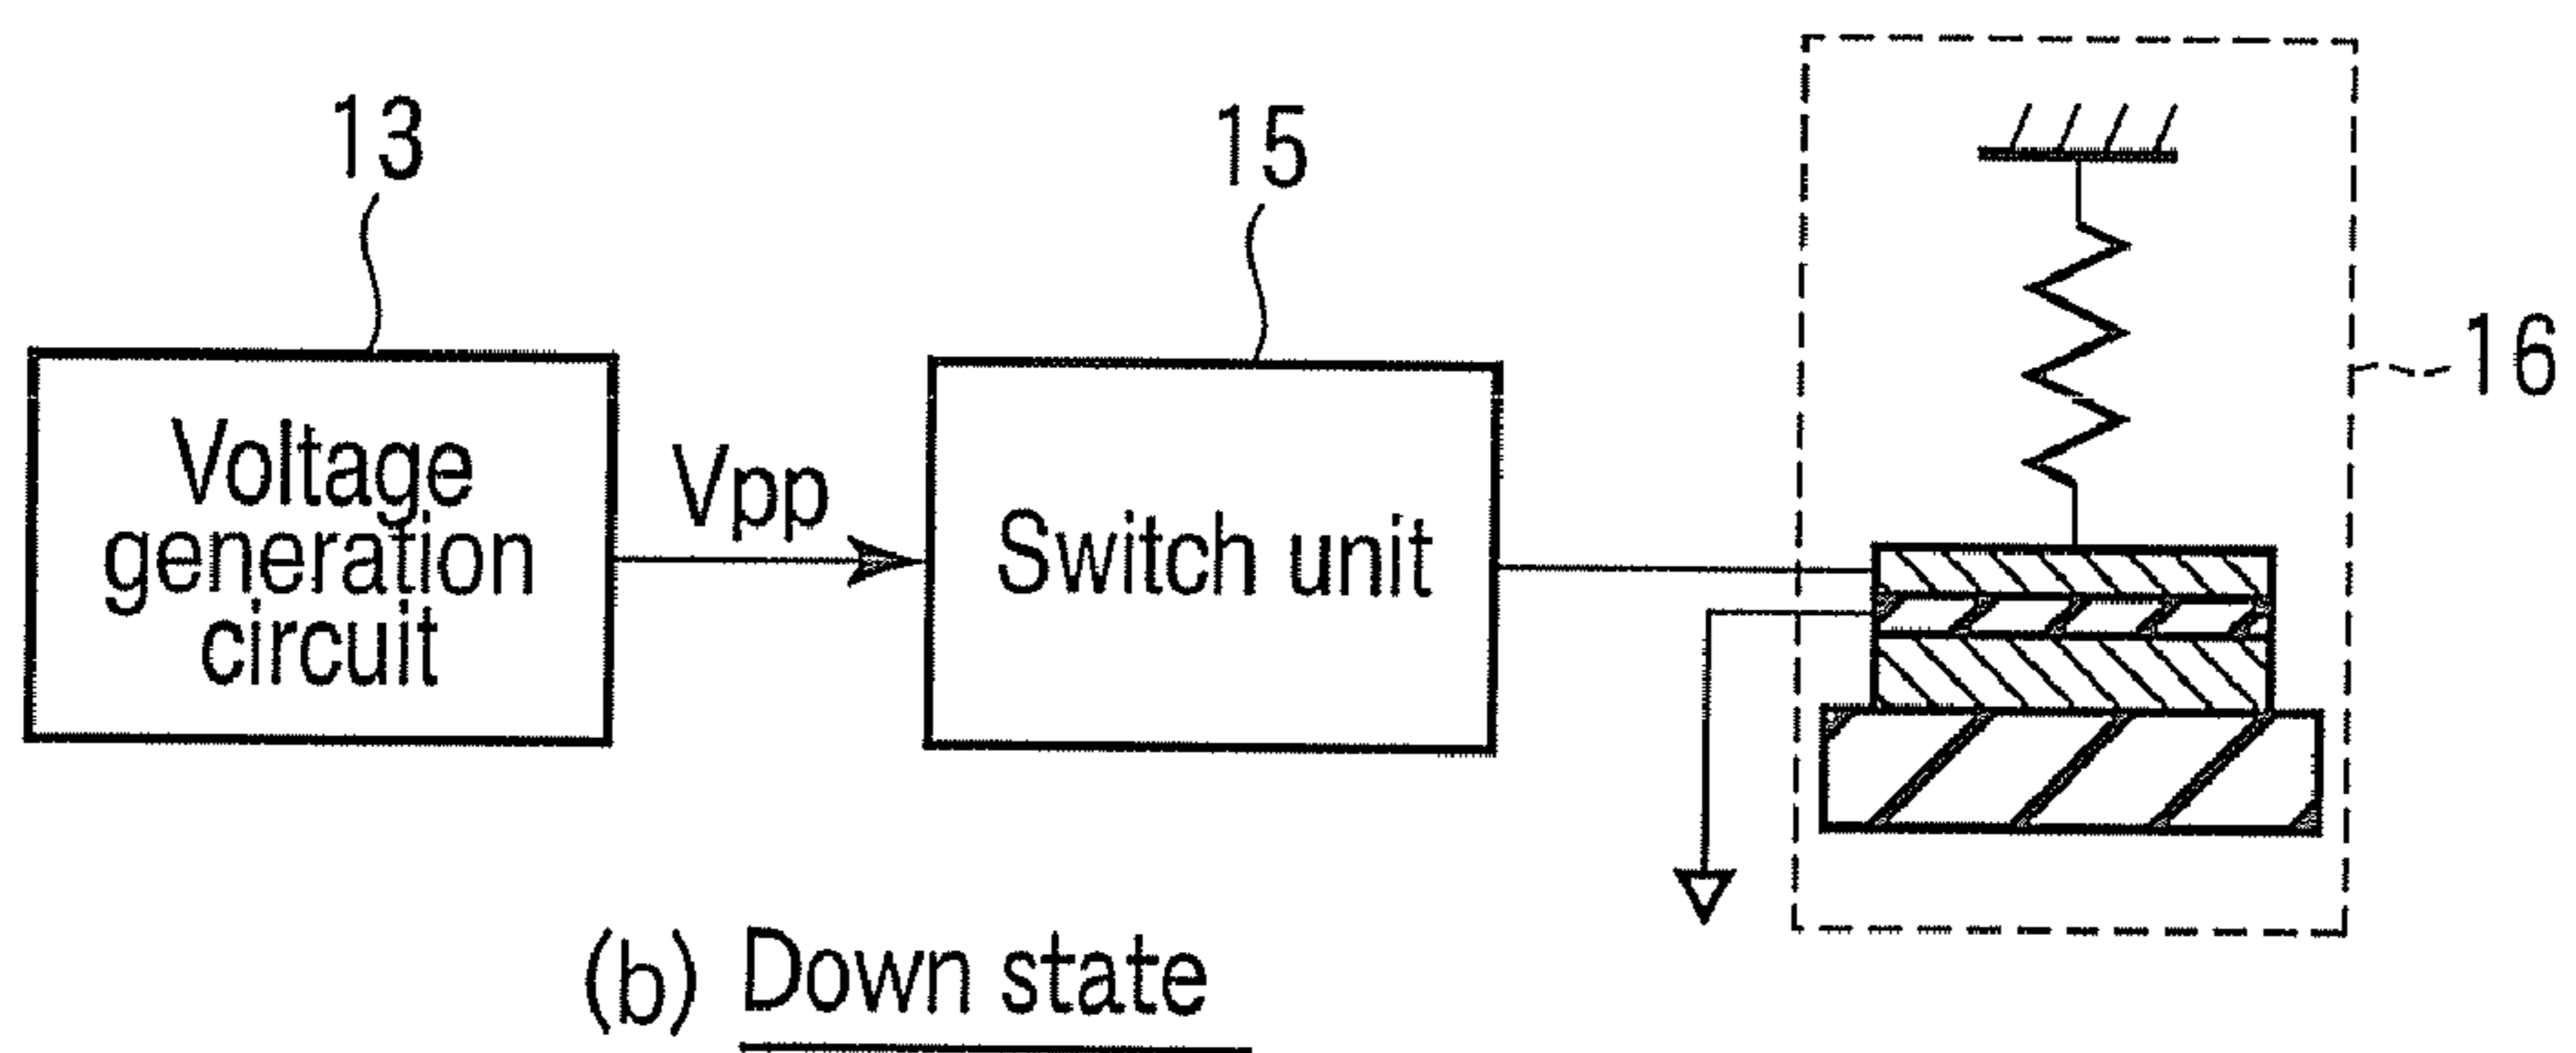 13
15
16
Voltage
generation
circuit
Vpp
Switch unit
(b) Down state